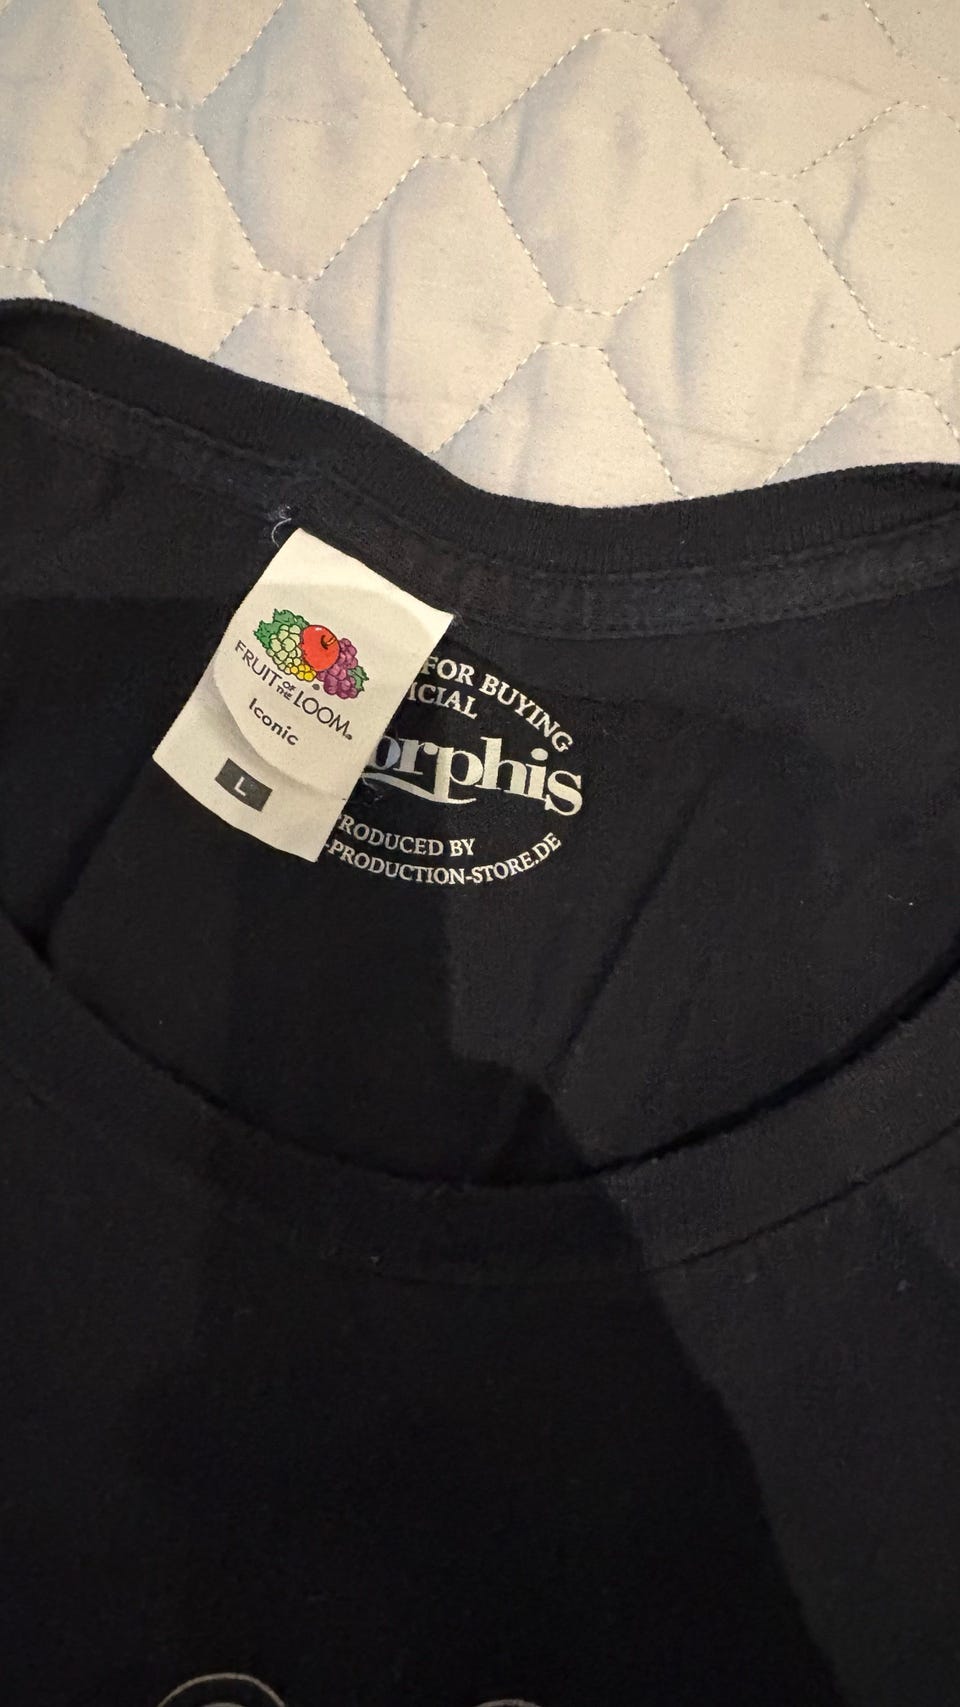 FRUIT OF THE LOOM®
Iconic
L
FOR BUYING
ICIAL
orphis
PRODUCED BY
-PRODUCTION-STORE.DE